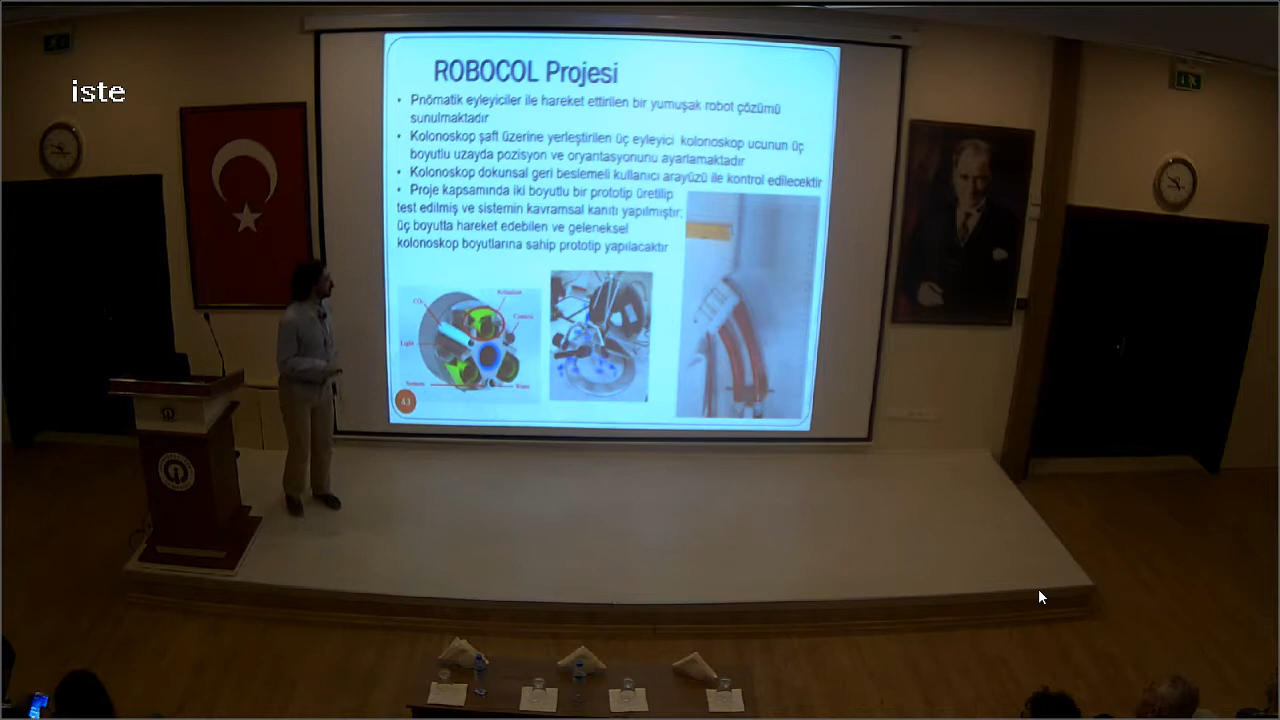 iste
ROBOCOL Projesi
• Pnömatik eyleyiciler ile hareket ettirilen bir yumuşak robot çözümü
sunulmaktadır
• Kolonoskop şaft üzerine yerleştirilen üç eyleyici kolonoskop ucunun üç
boyutlu uzayda pozisyon ve oryantasyonunu ayarlamaktadır
• Kolonoskop dokunsal geri beslemeli kullanıcı arayüzü ile kontrol edilecektir
• Proje kapsamında iki boyutlu bir prototip üretilip
test edilmiş ve sistemin kavramsal kanıtı yapılmıştır;
üç boyutta hareket edebilen ve geleneksel
kolonoskop boyutlarına sahip prototip yapılacaktır
CO₂
Camera
Light
43